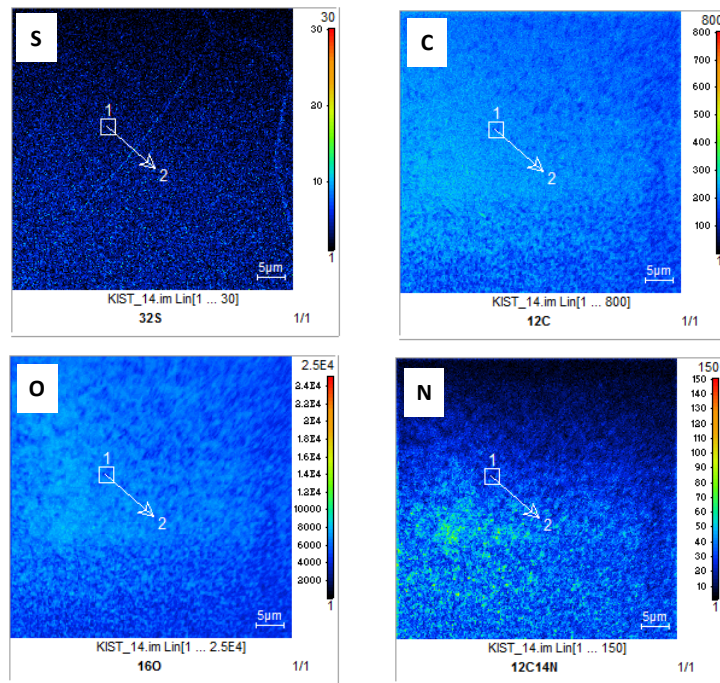 S
30
30
20
10
1
1
2
5μm
KIST_14.im Lin[1 ... 30]
32S
1/1
C
800
800
700
600
500
400
300
200
100
1
1
2
5μm
KIST_14.im Lin[1 ... 800]
12C
1/1
O
2.5E4
2.4E4
2.2E4
2E4
1.8E4
1.6E4
1.4E4
1.2E4
10000
8000
6000
4000
2000
1
1
2
5μm
KIST_14.im Lin[1 ... 2.5E4]
16O
1/1
N
150
150
140
130
120
110
100
90
80
70
60
50
40
30
20
10
1
1
2
5μm
KIST_14.im Lin[1 ... 150]
12C14N
1/1